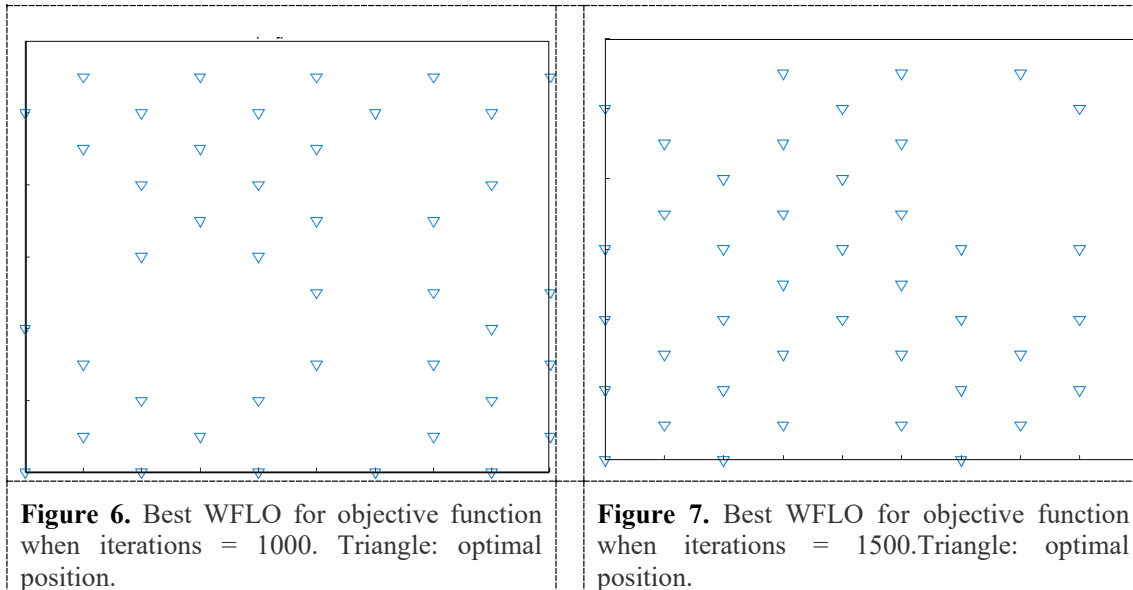 Figure 6. Best WFLO for objective function
when iterations = 1000. Triangle: optimal
position.
Figure 7. Best WFLO for objective function
when iterations = 1500.Triangle: optimal
position.